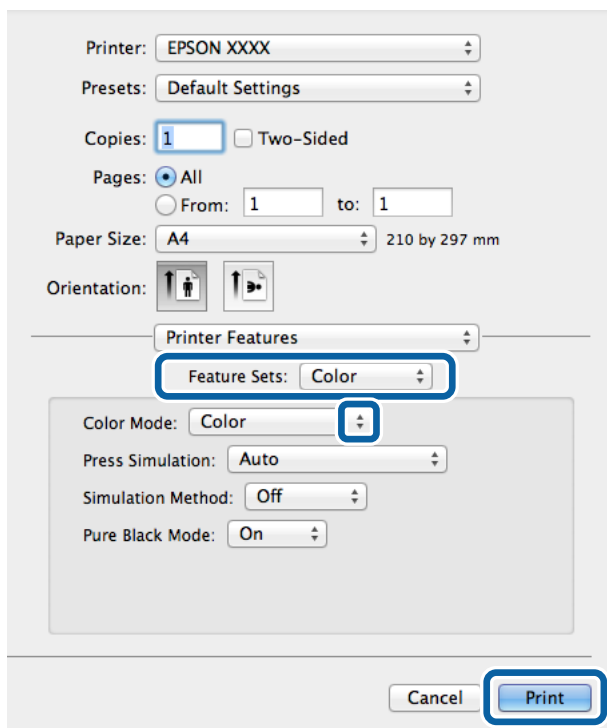 Printer: EPSON XXXX
Presets: Default Settings
Copies: 1 Two-Sided
Pages: All
From: 1 to: 1
Paper Size: A4 210 by 297 mm
Orientation:
Printer Features
Feature Sets: Color
Color Mode: Color
Press Simulation: Auto
Simulation Method: Off
Pure Black Mode: On
Cancel Print